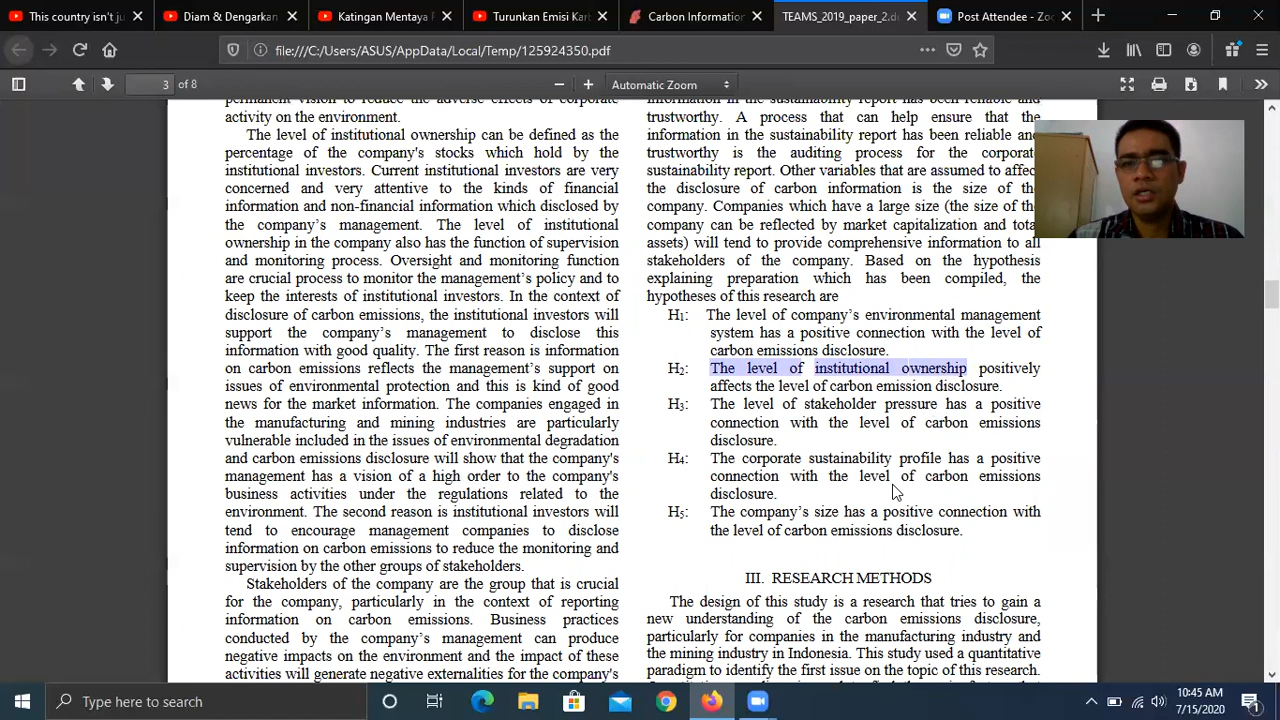 This country isn't ju
Diam & Dengarkan
Katingan Mentaya
Turunkan Emisi Kar
Carbon Information
TEAMS_2019_paper_2.d
Post Attendee - Zo
file:///C:/Users/ASUS/AppData/Local/Temp/125924350.pdf
3 of 8
Automatic Zoom
permanent vision to reduce the adverse effects of corporate
activity on the environment.
The level of institutional ownership can be defined as the
percentage of the company's stocks which hold by the
institutional investors. Current institutional investors are very
concerned and very attentive to the kinds of financial
information and non-financial information which disclosed by
the company's management. The level of institutional
ownership in the company also has the function of supervision
and monitoring process. Oversight and monitoring function
are crucial process to monitor the management's policy and to
keep the interests of institutional investors. In the context of
disclosure of carbon emissions, the institutional investors will
support the company's management to disclose this
information with good quality. The first reason is information
on carbon emissions reflects the management's support on
issues of environmental protection and this is kind of good
news for the market information. The companies engaged in
the manufacturing and mining industries are particularly
vulnerable included in the issues of environmental degradation
and carbon emissions disclosure will show that the company's
management has a vision of a high order to the company's
business activities under the regulations related to the
environment. The second reason is institutional investors will
tend to encourage management companies to disclose
information on carbon emissions to reduce the monitoring and
supervision by the other groups of stakeholders.
Stakeholders of the company are the group that is crucial
for the company, particularly in the context of reporting
information on carbon emissions. Business practices
conducted by the company's management can produce
negative impacts on the environment and the impact of these
activities will generate negative externalities for the company's
information in the sustainability report has been reliable and
trustworthy. A process that can help ensure that the
information in the sustainability report has been reliable and
trustworthy is the auditing process for the corporate
sustainability report. Other variables that are assumed to affect
the disclosure of carbon information is the size of the
company. Companies which have a large size (the size of the
company can be reflected by market capitalization and total
assets) will tend to provide comprehensive information to all
stakeholders of the company. Based on the hypothesis
explaining preparation which has been compiled, the
hypotheses of this research are
H1: The level of company's environmental management
system has a positive connection with the level of
carbon emissions disclosure.
H2: The level of institutional ownership positively
affects the level of carbon emission disclosure.
H3: The level of stakeholder pressure has a positive
connection with the level of carbon emissions
disclosure.
H4: The corporate sustainability profile has a positive
connection with the level of carbon emissions
disclosure.
H5: The company's size has a positive connection with
the level of carbon emissions disclosure.
III. RESEARCH METHODS
The design of this study is a research that tries to gain a
new understanding of the carbon emissions disclosure,
particularly for companies in the manufacturing industry and
the mining industry in Indonesia. This study used a quantitative
paradigm to identify the first issue on the topic of this research.
Type here to search
10:45 AM
7/15/2020